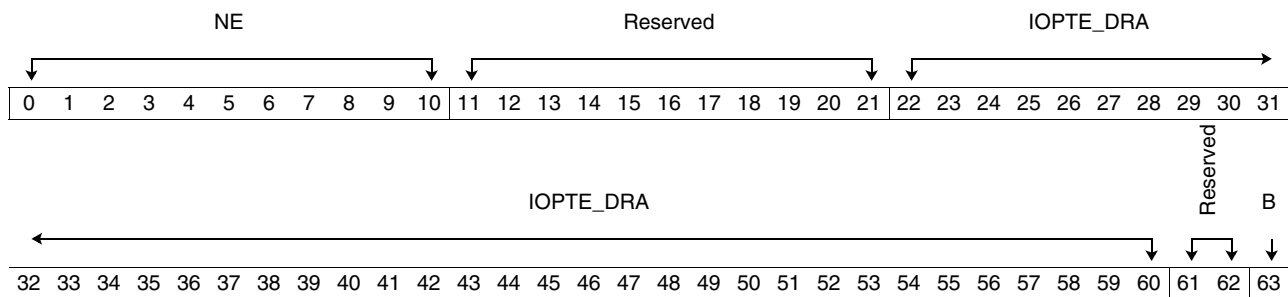 NE Reserved IOPTE_DRA
0 1 2 3 4 5 6 7 8 9 10 11 12 13 14 15 16 17 18 19 20 21 22 23 24 25 26 27 28 29 30 31
IOPTE_DRA Reserved B
32 33 34 35 36 37 38 39 40 41 42 43 44 45 46 47 48 49 50 51 52 53 54 55 56 57 58 59 60 61 62 63